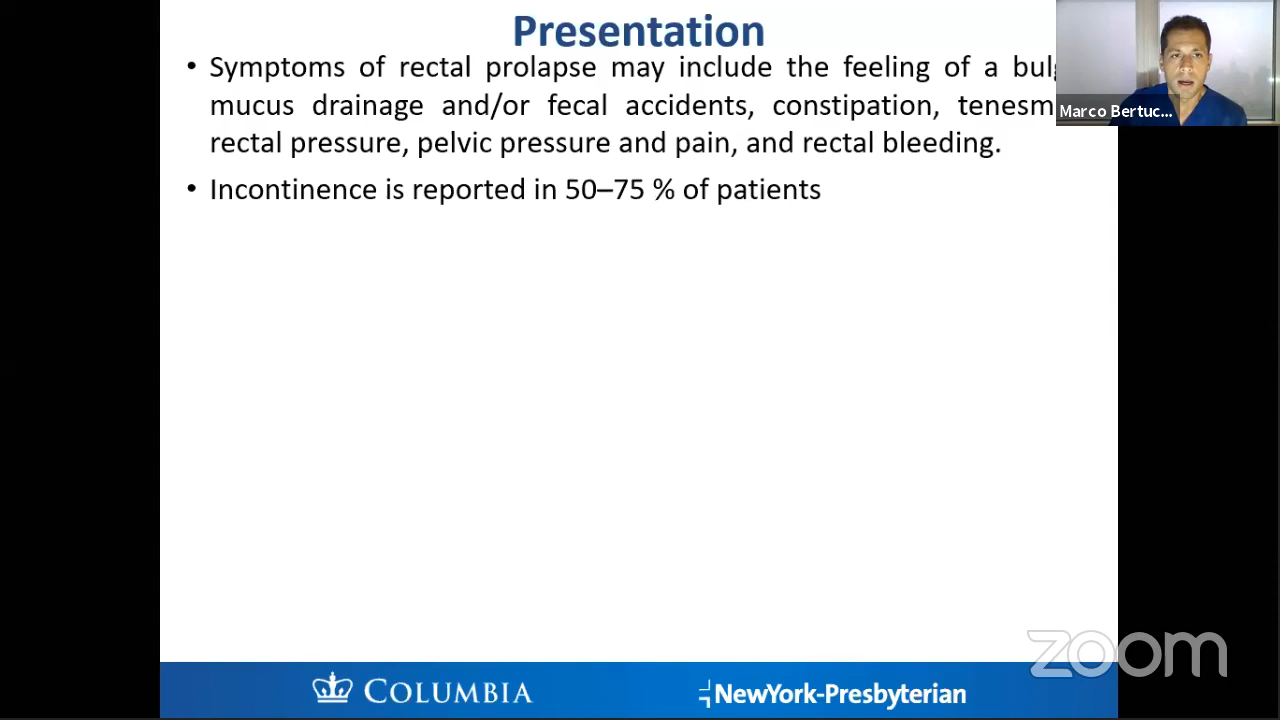 Presentation
• Symptoms of rectal prolapse may include the feeling of a
mucus drainage and/or fecal accidents, constipation,
rectal pressure, pelvic pressure and pain, and rectal bleeding.
• Incontinence is reported in 50–75 % of patients
Marco Bertuc...
zoom
COLUMBIA
NewYork-Presbyterian